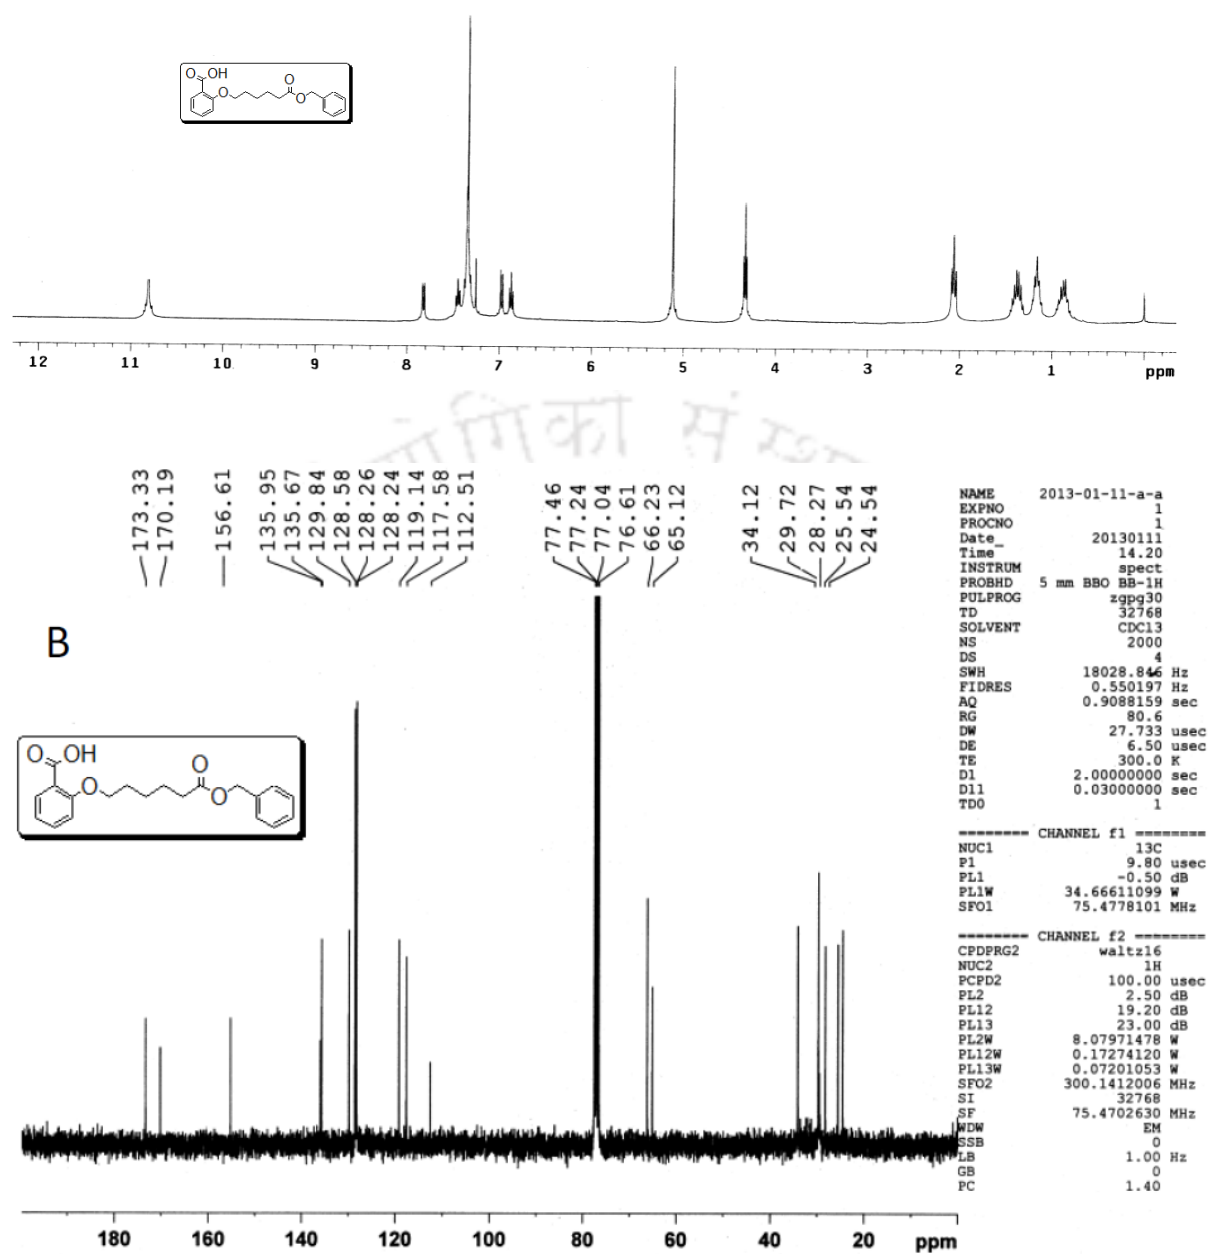 O
OH
O
O
O
12 11 10 9 8 7 6 5 4 3 2 1 ppm
173.33
170.19
156.61
135.95
135.67
129.84
128.58
128.26
128.24
119.14
117.58
112.51
77.46
77.24
77.04
76.61
66.23
65.12
34.12
29.72
28.27
25.54
24.54
B
O
OH
O
O
O
180 160 140 120 100 80 60 40 20 ppm
NAME 2013-01-11-a-a
EXPNO 1
PROCNO 1
Date_ 20130111
Time 14.20
INSTRUM spect
PROBHD 5 mm BBO BB-1H
PULPROG zgpg30
TD 32768
SOLVENT CDCl3
NS 2000
DS 4
SWH 18028.846 Hz
FIDRES 0.550197 Hz
AQ 0.9088159 sec
RG 80.6
DW 27.733 usec
DE 6.50 usec
TE 300.0 K
D1 2.00000000 sec
D11 0.03000000 sec
TD0 1
======== CHANNEL f1 ========
NUC1 13C
P1 9.80 usec
PL1 -0.50 dB
PL1W 34.66611099 W
SFO1 75.4778101 MHz
======== CHANNEL f2 ========
CPDPRG2 waltz16
NUC2 1H
PCPD2 100.00 usec
PL2 2.50 dB
PL12 19.20 dB
PL13 23.00 dB
PL2W 8.07971478 W
PL12W 0.17274120 W
PL13W 0.07201053 W
SFO2 300.1412006 MHz
SI 32768
SF 75.4702630 MHz
WDW EM
SSB 0
LB 1.00 Hz
GB 0
PC 1.40